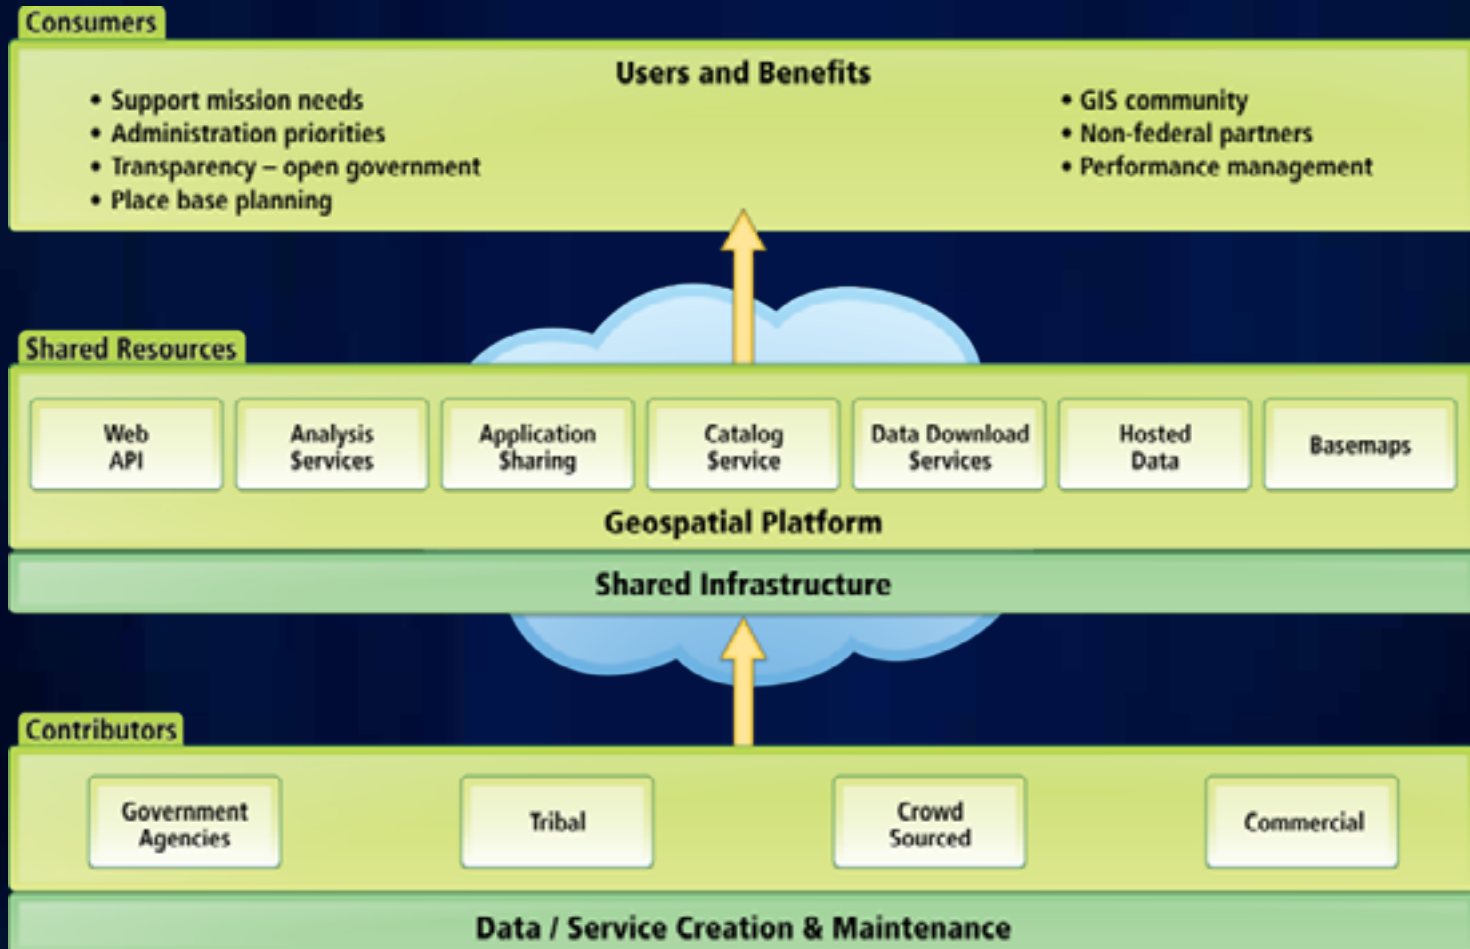 Consumers
Users and Benefits
• Support mission needs
• Administration priorities
• Transparency – open government
• Place base planning
• GIS community
• Non-federal partners
• Performance management
Shared Resources
Web
API
Analysis
Services
Application
Sharing
Catalog
Service
Data Download
Services
Hosted
Data
Basemaps
Geospatial Platform
Shared Infrastructure
Contributors
Government
Agencies
Tribal
Crowd
Sourced
Commercial
Data / Service Creation & Maintenance